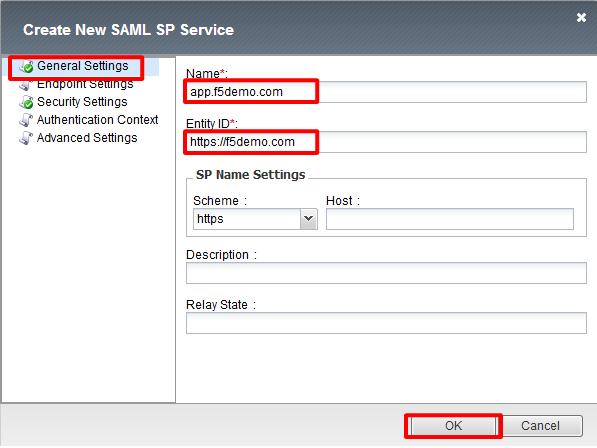 Create New SAML SP Service
General Settings
Endpoint Settings
Security Settings
Authentication Context
Advanced Settings
Name*:
app.f5demo.com
Entity ID*:
https://f5demo.com
SP Name Settings
Scheme :
Host :
https
Description :
Relay State :
OK
Cancel